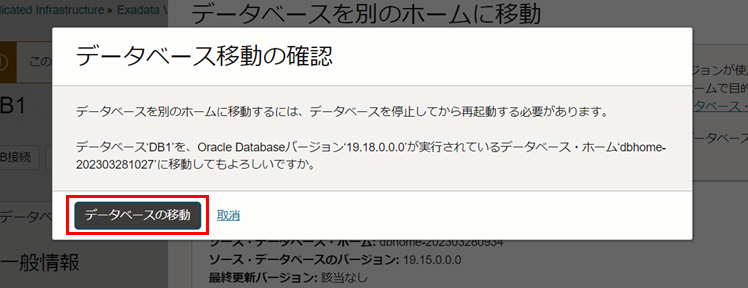 dicated Infrastructure » Exadata V
データベースを別のホームに移動
この
B1
B接続
データベース移動の確認
データベースを別のホームに移動するには、データベースを停止してから再起動する必要があります。
データベース‘DB1’を、Oracle Databaseバージョン‘19.18.0.0.0’が実行されているデータベース・ホーム‘dbhome-
202303281027’に移動してもよろしいですか。
データベースの移動
取消
ージョンが使用
ームで目的
タベース・
データベース
データベ
一般情報
ソース・データベース・ホーム: dbhome-202303280934
ソース・データベースのバージョン: 19.15.0.0.0
最終更新バージョン: 該当なし